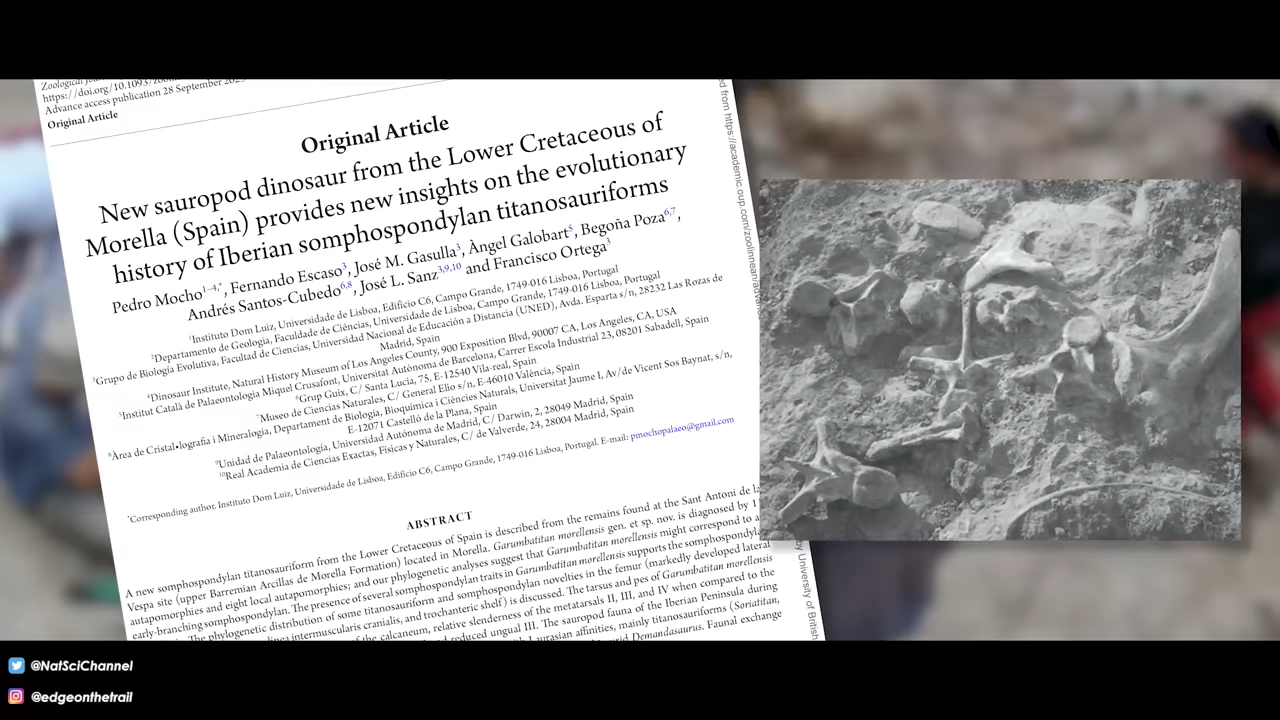 Zoological Jour
https://doi.org/10.1093/zool
Advance access publication 28 September 2023
Original Article
Original Article
New sauropod dinosaur from the Lower Cretaceous of
Morella (Spain) provides new insights on the evolutionary
history of Iberian somphospondylan titanosauriforms
Pedro Mocho1–4,*, Fernando Escaso3, José M. Gasulla3, Àngel Galobart5, Begoña Poza6,7,
Andrés Santos-Cubedo6,8, José L. Sanz3,9,10 and Francisco Ortega3
1Instituto Dom Luiz, Universidade de Lisboa, Edifício C6, Campo Grande, 1749-016 Lisboa, Portugal
2Departamento de Geologia, Faculdade de Ciências, Universidade de Lisboa, Campo Grande, 1749-016 Lisboa, Portugal
3Grupo de Biología Evolutiva, Facultad de Ciencias, Universidad Nacional de Educación a Distancia (UNED), Avda. Esparta s/n, 28232 Las Rozas de
Madrid, Spain
4Dinosaur Institute, Natural History Museum of Los Angeles County, 900 Exposition Blvd, 90007 CA, Los Angeles, CA, USA
5Institut Català de Palaeontologia Miquel Crusafont, Universitat Autònoma de Barcelona, Carrer Escola Industrial 23, 08201 Sabadell, Spain
6Grup Guix, C/ Santa Lucia, 75, E-12540 Vila-real, Spain
7Museo de Ciencias Naturales, C/ General Elio s/n, E-46010 València, Spain
8Àrea de Cristal•lografia i Mineralogia, Departament de Biologia, Bioquímica i Ciències Naturals, Universitat Jaume I, Av/de Vicent Sos Baynat, s/n,
E-12071 Castelló de la Plana, Spain
9Unidad de Palaeontología, Universidad Autónoma de Madrid, C/ Darwin, 2, 28049 Madrid, Spain
10Real Academia de Ciencias Exactas, Físicas y Naturales, C/ de Valverde, 24, 28004 Madrid, Spain
*Corresponding author. Instituto Dom Luiz, Universidade de Lisboa, Edifício C6, Campo Grande, 1749-016 Lisboa, Portugal. E-mail: pmochopalaeo@gmail.com
ABSTRACT
A new somphospondylan titanosauriform from the Lower Cretaceous of Spain is described from the remains found at the Sant Antoni de la
Vespa site (upper Barremian Arcillas de Morella Formation) located in Morella. Garumbatitan morellensis gen. et sp. nov. is diagnosed by 1
autapomorphies and eight local autapomorphies; and our phylogenetic analyses suggest that Garumbatitan morellensis might correspond to a
early-branching somphospondylan. The presence of several somphospondylan traits in Garumbatitan morellensis supports the somphospondyla
The phylogenetic distribution of some titanosauriform and somphospondylan novelties in the femur (markedly developed lateral
linea intermuscularis cranialis, and trochanteric shelf) is discussed. The tarsus and pes of Garumbatitan morellensis
of the calcaneum, relative slenderness of the metatarsals II, III, and IV when compared to the
and reduced ungual III. The sauropod fauna of the Iberian Peninsula during
Laurasian affinities, mainly titanosauriforms (Soriatitan,
Demandasaurus. Faunal exchange
ed from https://academic.oup.com/zoolinnean/advan
by University of British
@NatSciChannel
@edgeonthetrail